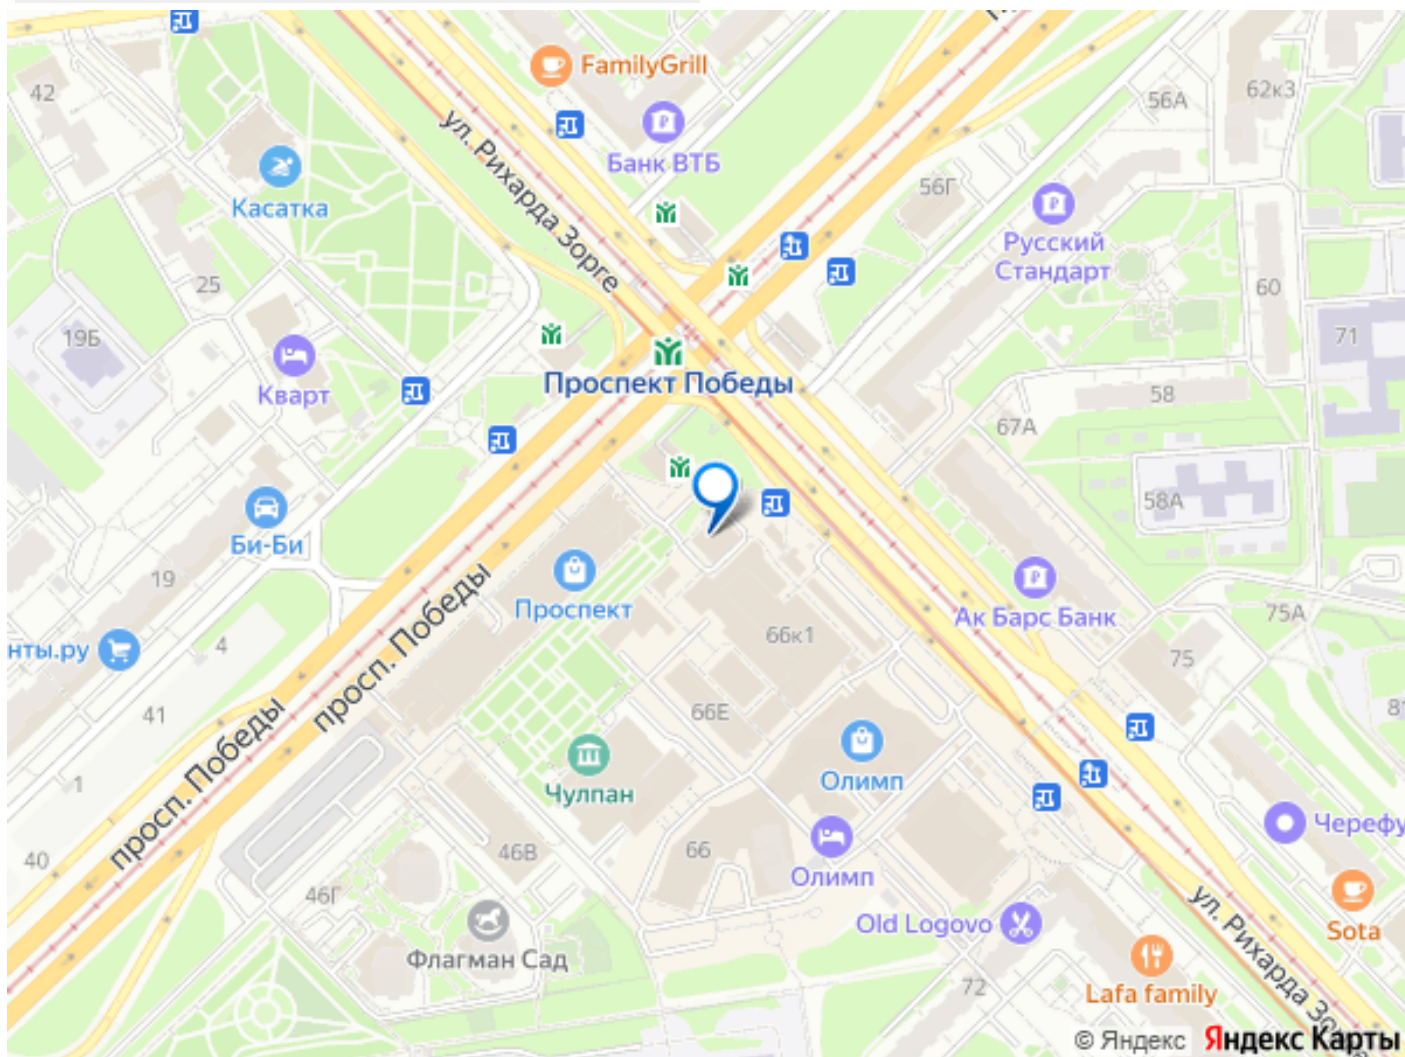 42
FamilyGrill
Банк ВТБ
56А
62к3
ул. Рихарда Зорге
Касатка
56Г
Русский
Стандарт
25
60
19Б
71
Кварт
Проспект Победы
58
67А
58А
Би-Би
19
Проспект
просп. Победы
Ак Барс Банк
75А
66к1
75
нты.ру
4
41
66Е
81
просп. Победы
Олимп
Чулпан
1
40
46В
66
Олимп
Черефу
46Г
Old Logovo
ул. Рихарда Зор
Sota
Флагман Сад
72
Lafa family
© Яндекс Яндекс Карты